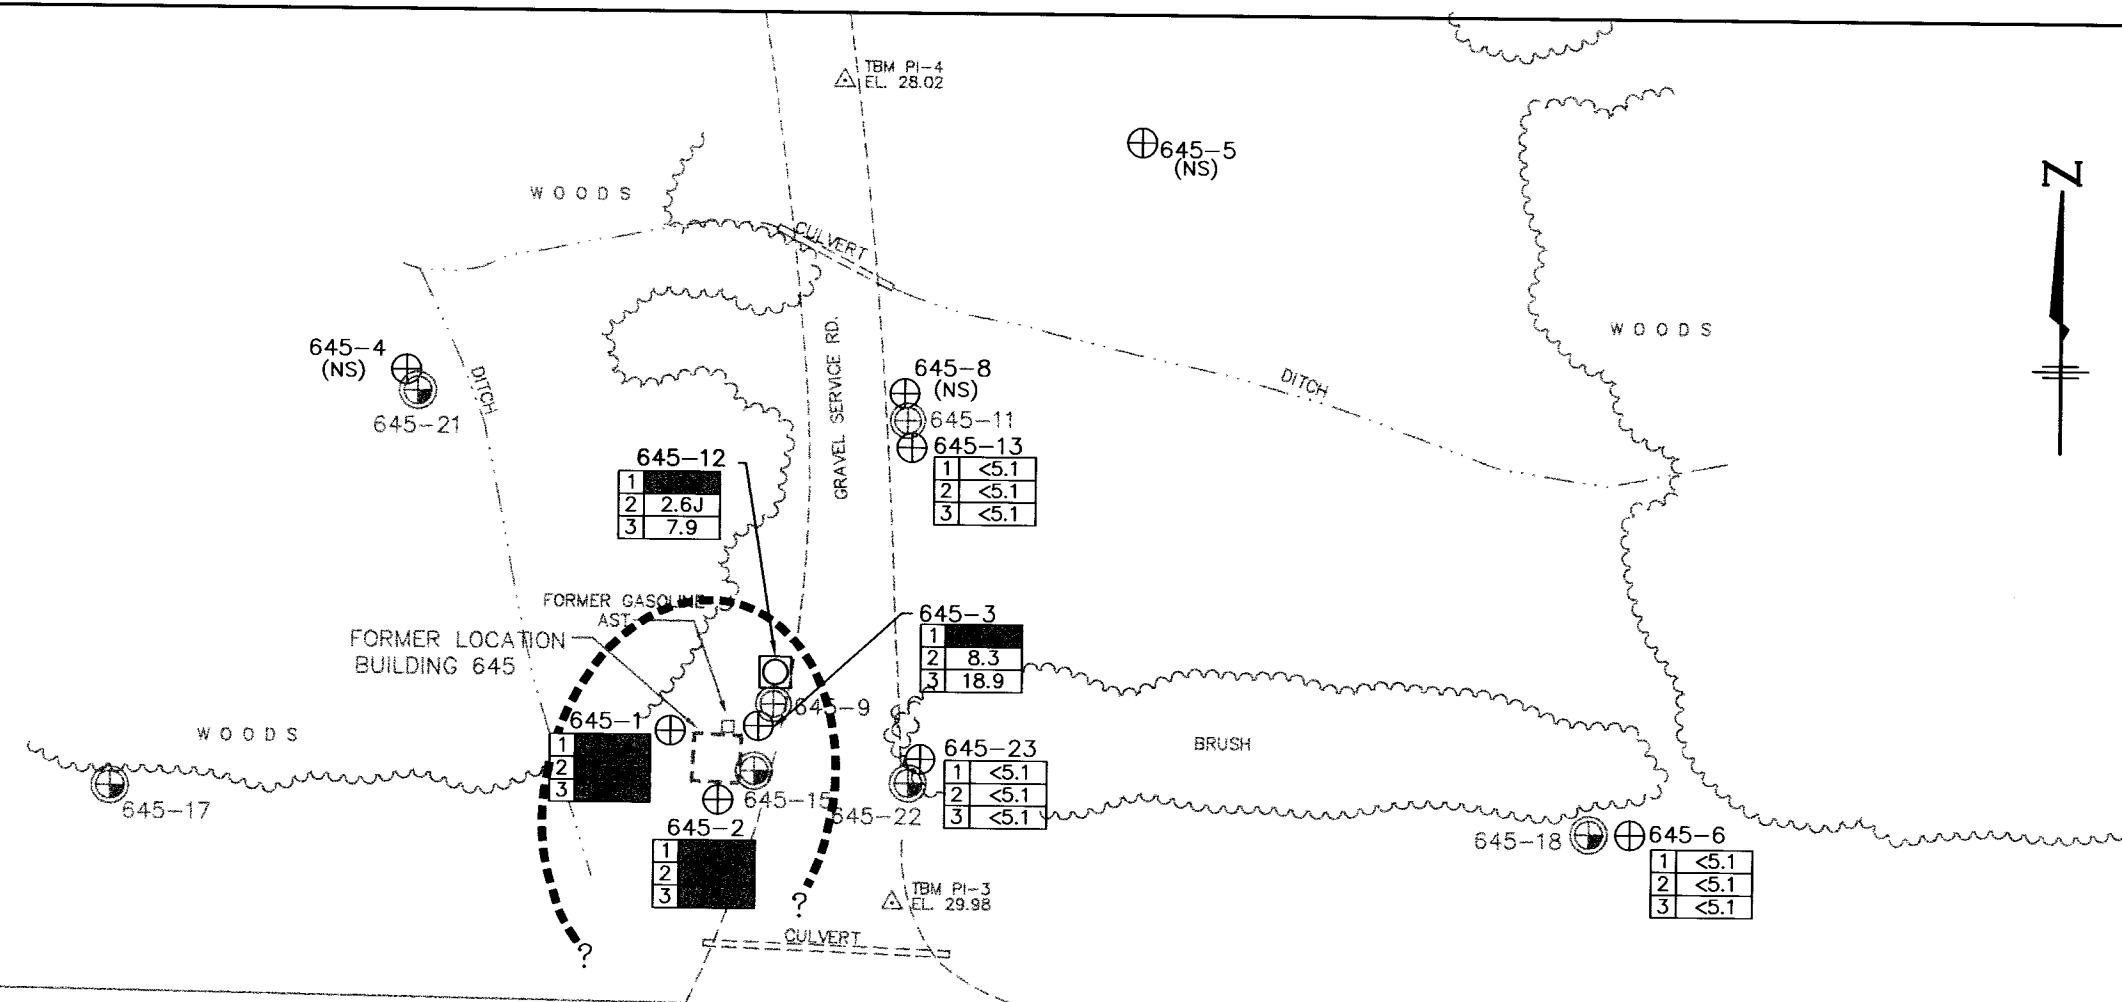 TBM PI-4
EL. 28.02
645-5
(NS)
N
WOODS
CULVERT
WOODS
645-4
(NS)
DITCH
645-21
GRAVEL SERVICE RD.
645-8
(NS)
645-11
645-13
1 <5.1
2 <5.1
3 <5.1
DITCH
645-12
1
2 2.6J
3 7.9
FORMER GASOLINE
AST
FORMER LOCATION
BUILDING 645
645-3
1
2 8.3
3 18.9
645-9
645-1
1
2
3
WOODS
645-17
645-15
645-2
1
2
3
645-23
1 <5.1
2 <5.1
3 <5.1
645-22
BRUSH
645-18
645-6
1 <5.1
2 <5.1
3 <5.1
TBM PI-3
EL. 29.98
?
CULVERT
?